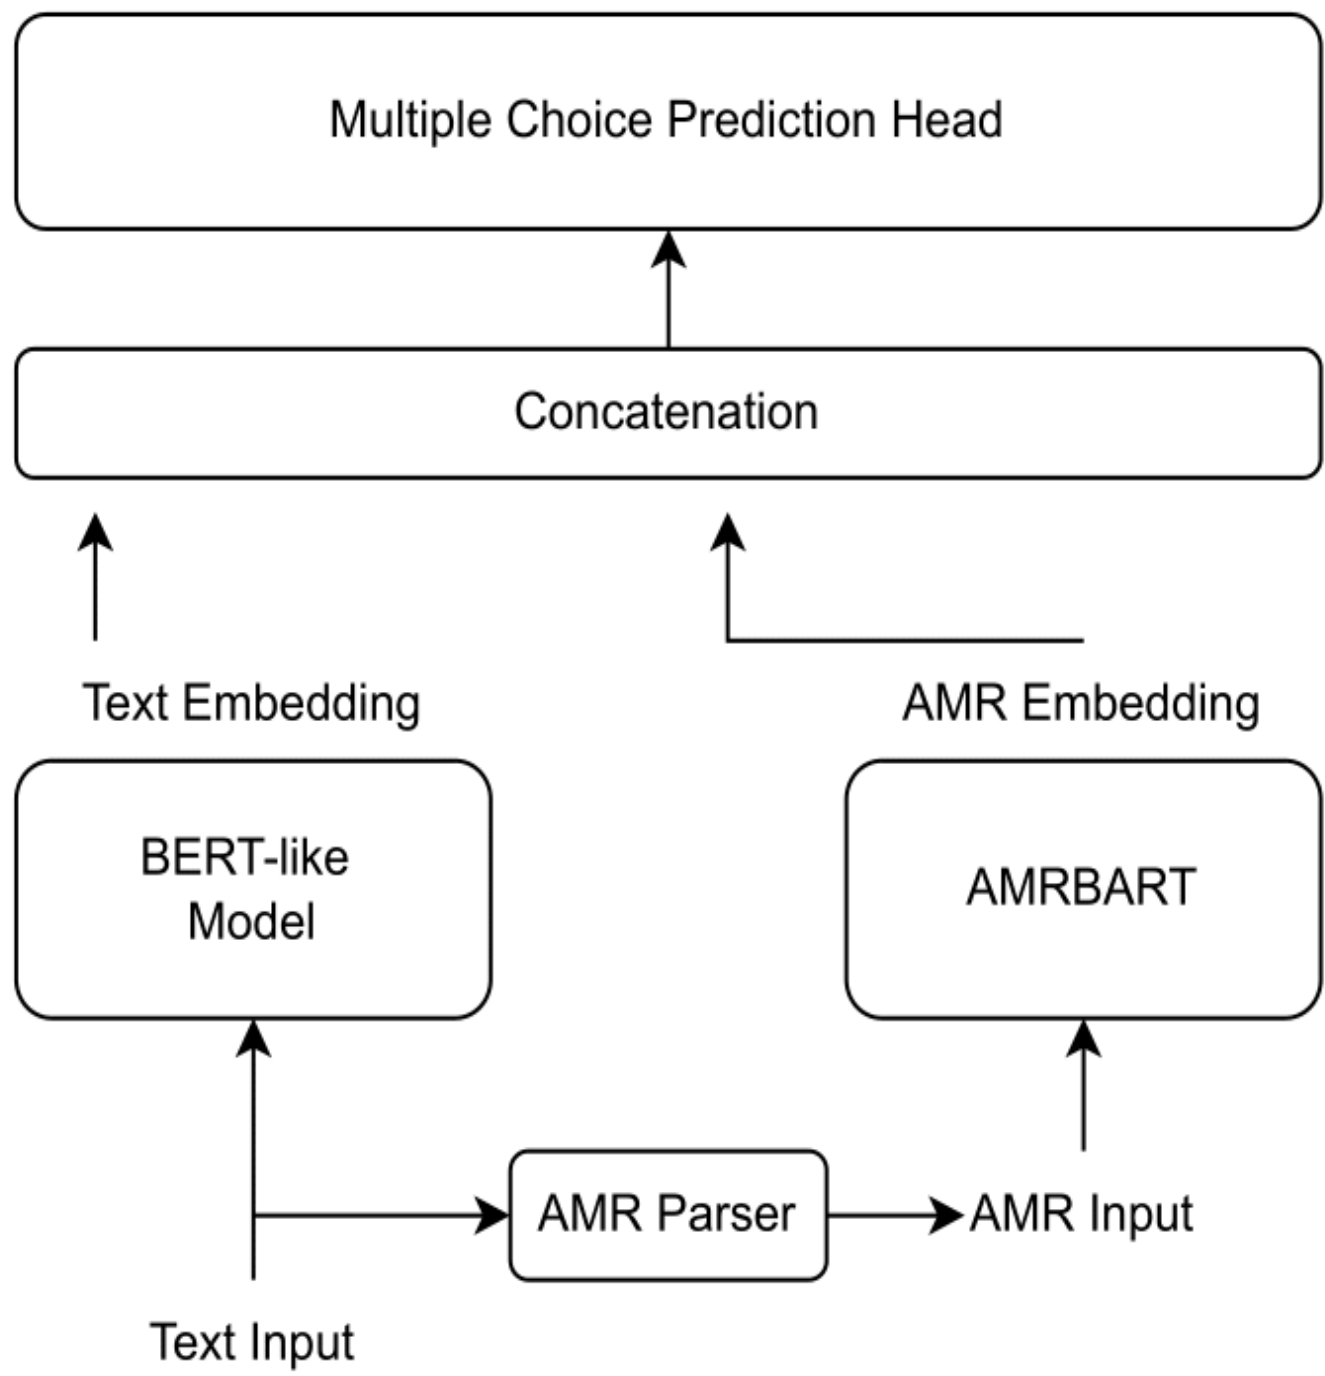 Multiple Choice Prediction Head
Concatenation
Text Embedding
AMR Embedding
BERT-like
Model
AMRBART
AMR Parser
AMR Input
Text Input